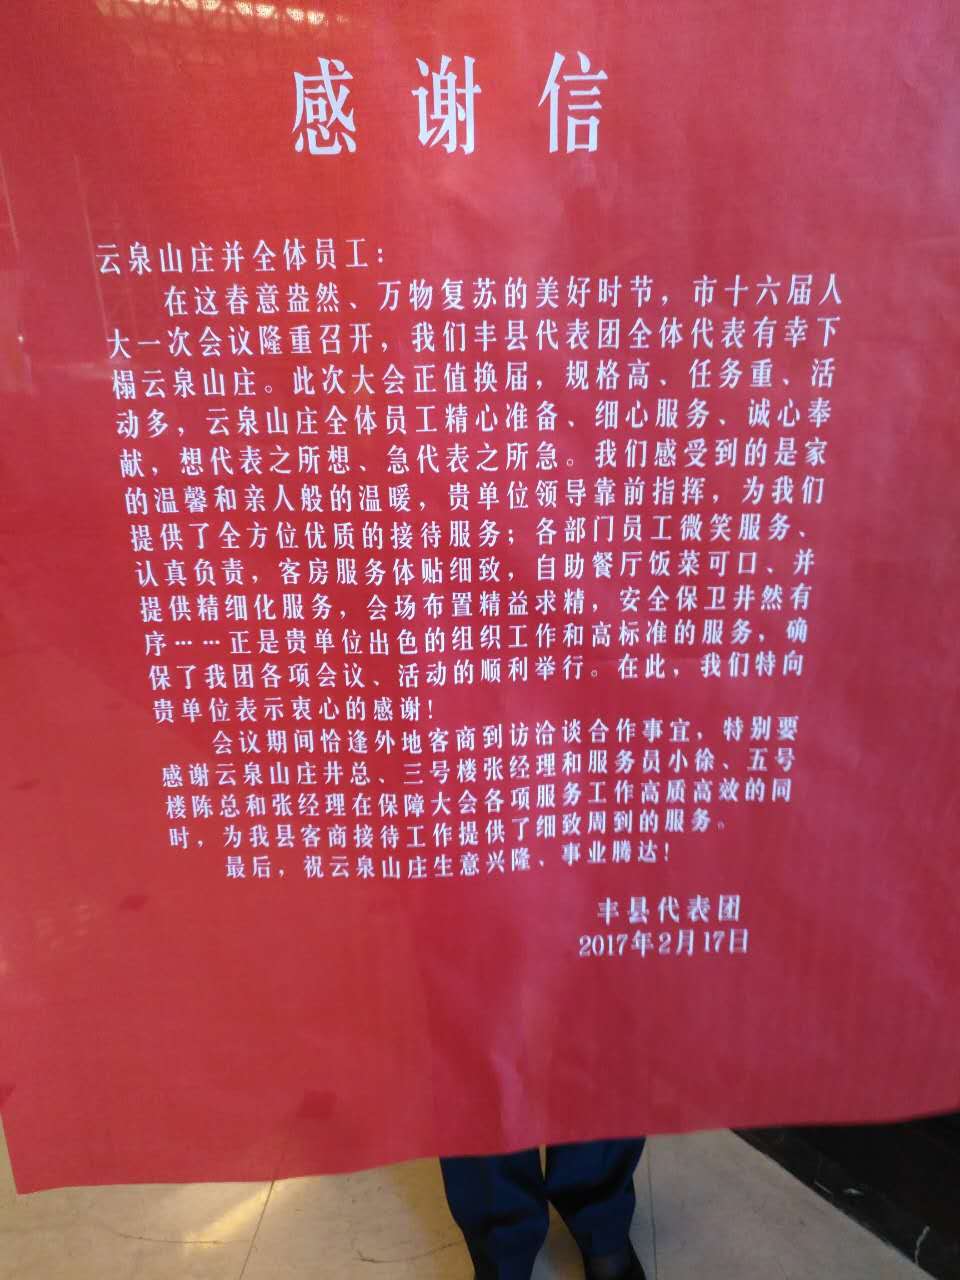 感谢信
云泉山庄并全体员工：
在这春意盎然、万物复苏的美好时节，市十六届人
大一次会议隆重召开，我们丰县代表团全体代表有幸下
榻云泉山庄。此次大会正值换届，规格高、任务重、活
动多，云泉山庄全体员工精心准备、细心服务、诚心奉
献，想代表之所想、急代表之所急。我们感受到的是家
的温馨和亲人般的温暖，贵单位领导靠前指挥，为我们
提供了全方位优质的接待服务；各部门员工微笑服务、
认真负责，客房服务体贴细致，自助餐厅饭菜可口、并
提供精细化服务，会场布置精益求精，安全保卫井然有
序……正是贵单位出色的组织工作和高标准的服务，确
保了我团各项会议、活动的顺利举行。在此，我们特向
贵单位表示衷心的感谢！
会议期间恰逢外地客商到访洽谈合作事宜，特别要
感谢云泉山庄井总、三号楼张经理和服务员小徐、五号
楼陈总和张经理在保障大会各项服务工作高质高效的同
时，为我县客商接待工作提供了细致周到的服务。
最后，祝云泉山庄生意兴隆、事业腾达！
丰县代表团
2017年2月17日